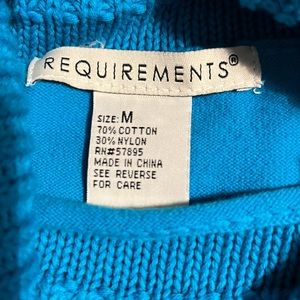 REQUIREMENTS®
SIZE: M
70% COTTON
30% NYLON
RN#57895
MADE IN CHINA
SEE REVERSE
FOR CARE